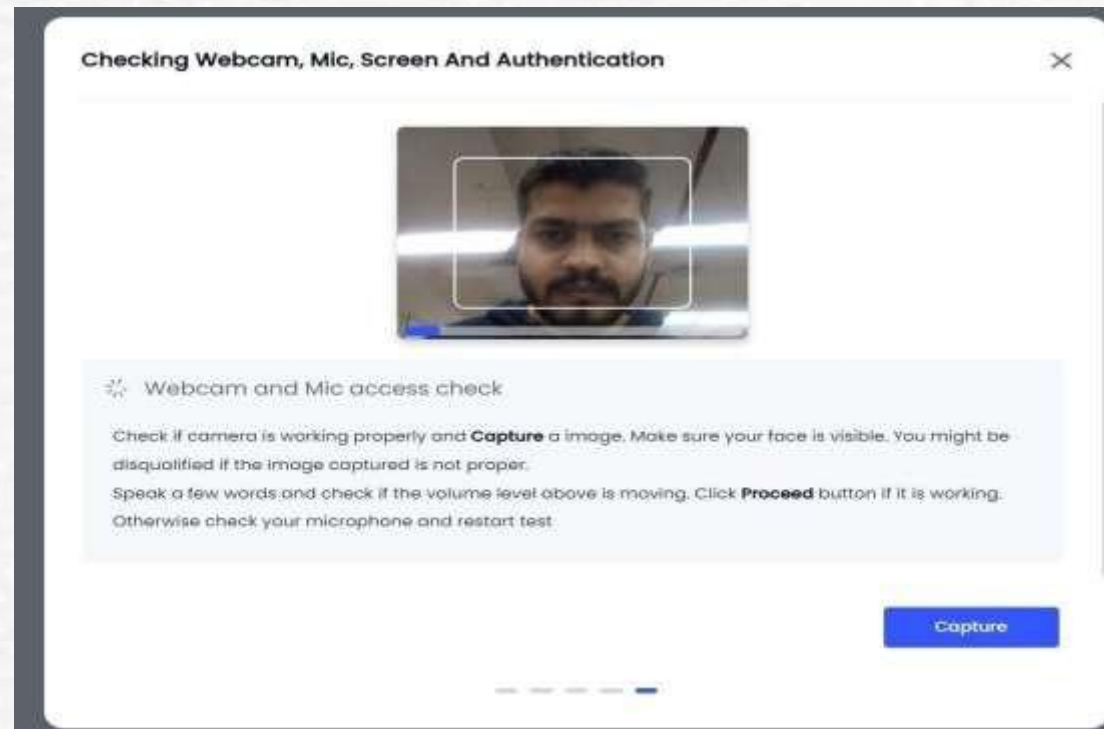 Checking Webcam, Mic, Screen And Authentication
Webcam and Mic access check
Check if camera is working properly and Capture a image. Make sure your face is visible. You might be
disqualified if the image captured is not proper.
Speak a few words and check if the volume level above is moving. Click Proceed button if it is working.
Otherwise check your microphone and restart test
Capture